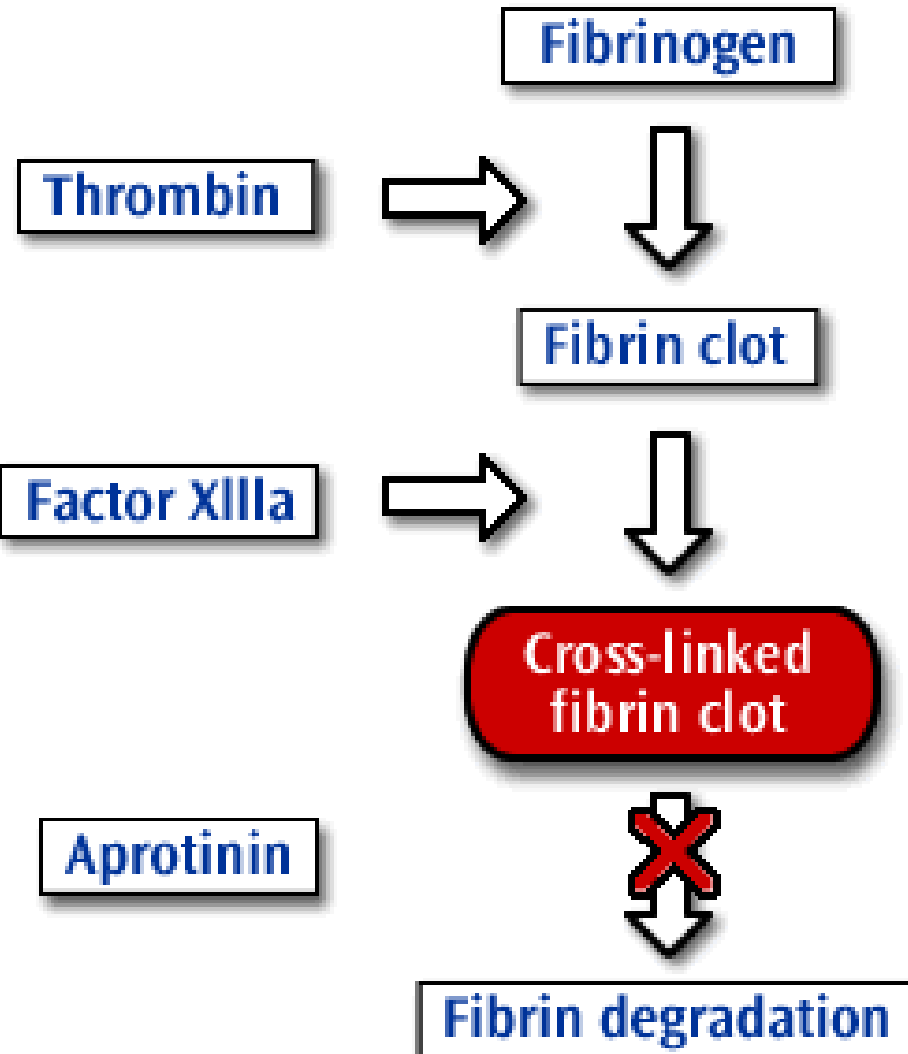 Fibrinogen
Thrombin
Fibrin clot
Factor XIIIa
Cross-linked
fibrin clot
Aprotinin
Fibrin degradation